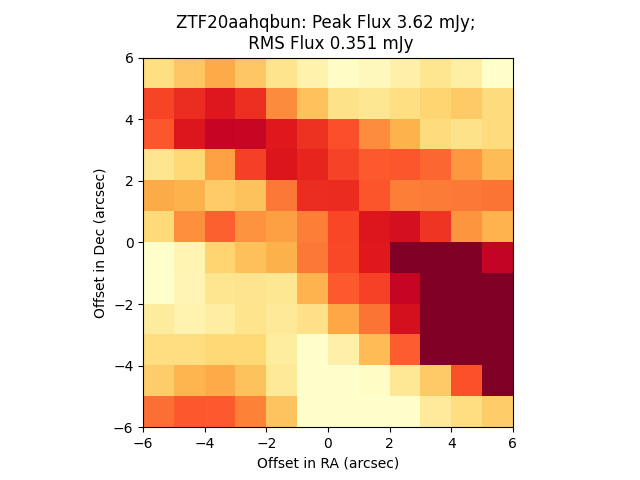 ZTF20aahqbun: Peak Flux 3.62 mJy;
RMS Flux 0.351 mJy
6
4
2
0
−2
−4
−6
Offset in Dec (arcsec)
−6 −4 −2 0 2 4 6
Offset in RA (arcsec)